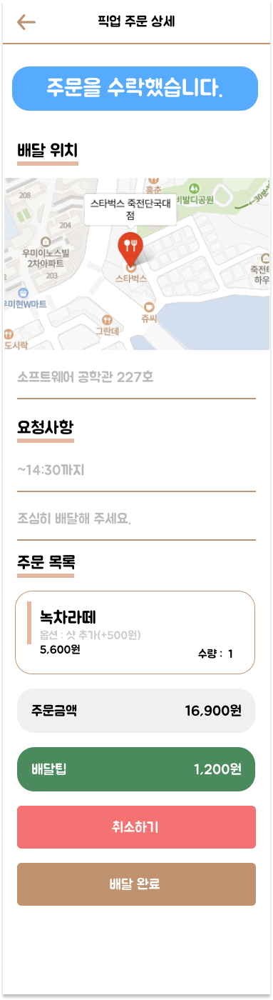 픽업 주문 상세
주문을 수락했습니다.
배달 위치
208
홍춘
비발디공원
30분
스타벅스 죽전단국대
점
204
우미이노스빌
2차아파트
203
스타벅스
죽전
하우
우미현W마트
쥬씨
그란데
도시락
소프트웨어 공학관 227호
요청사항
~14:30까지
조심히 배달해 주세요.
주문 목록
녹차라떼
옵션 : 샷 추가(+500원)
5,600원
수량 : 1
주문금액 16,900원
배달팁 1,200원
취소하기
배달 완료